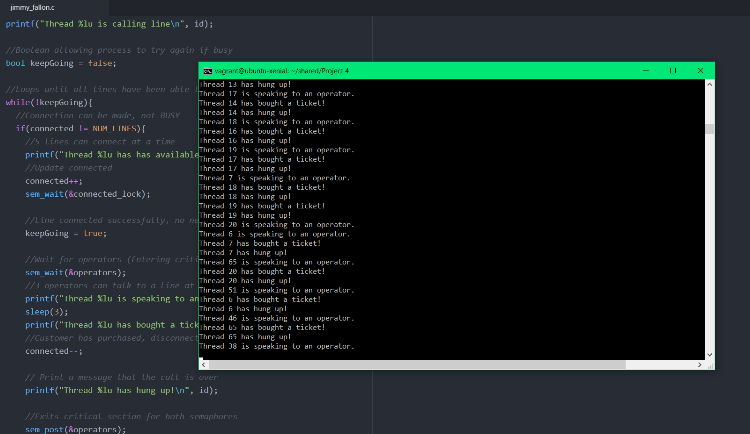 jimmy_fallon.c
printf("Thread %lu is calling line\n", id);
//Boolean allowing process to try again if busy
bool keepGoing = false;
//Loops until all lines have been able
while(!keepGoing){
//Connection can be made, not BUSY
if(connected != NUM_LINES){
//5 lines can connect at a time
printf("Thread %lu has has available
//Update connected
connected++;
sem_wait(&connected_lock);
//Line connected successfully, no
keepGoing = true;
//Wait for operators (Entering
sem_wait(&operators);
//3 operators can talk to a line at
printf("Thread %lu is speaking to an
sleep(3);
printf("Thread %lu has bought a tick
//Customer has purchased, disconnect
connected--;
// Print a message that the call is over
printf("Thread %lu has hung up!\n", id);
//Exits critical section for both semaphores
sem_post(&operators);
vagrant@ubuntu-xenial: ~/shared/Project 4
Thread 13 has hung up!
Thread 17 is speaking to an operator.
Thread 14 has bought a ticket!
Thread 14 has hung up!
Thread 18 is speaking to an operator.
Thread 16 has bought a ticket!
Thread 16 has hung up!
Thread 19 is speaking to an operator.
Thread 17 has bought a ticket!
Thread 17 has hung up!
Thread 7 is speaking to an operator.
Thread 18 has bought a ticket!
Thread 18 has hung up!
Thread 19 has bought a ticket!
Thread 19 has hung up!
Thread 20 is speaking to an operator.
Thread 6 is speaking to an operator.
Thread 7 has bought a ticket!
Thread 7 has hung up!
Thread 65 is speaking to an operator.
Thread 20 has bought a ticket!
Thread 20 has hung up!
Thread 51 is speaking to an operator.
Thread 6 has bought a ticket!
Thread 6 has hung up!
Thread 46 is speaking to an operator.
Thread 65 has bought a ticket!
Thread 65 has hung up!
Thread 38 is speaking to an operator.